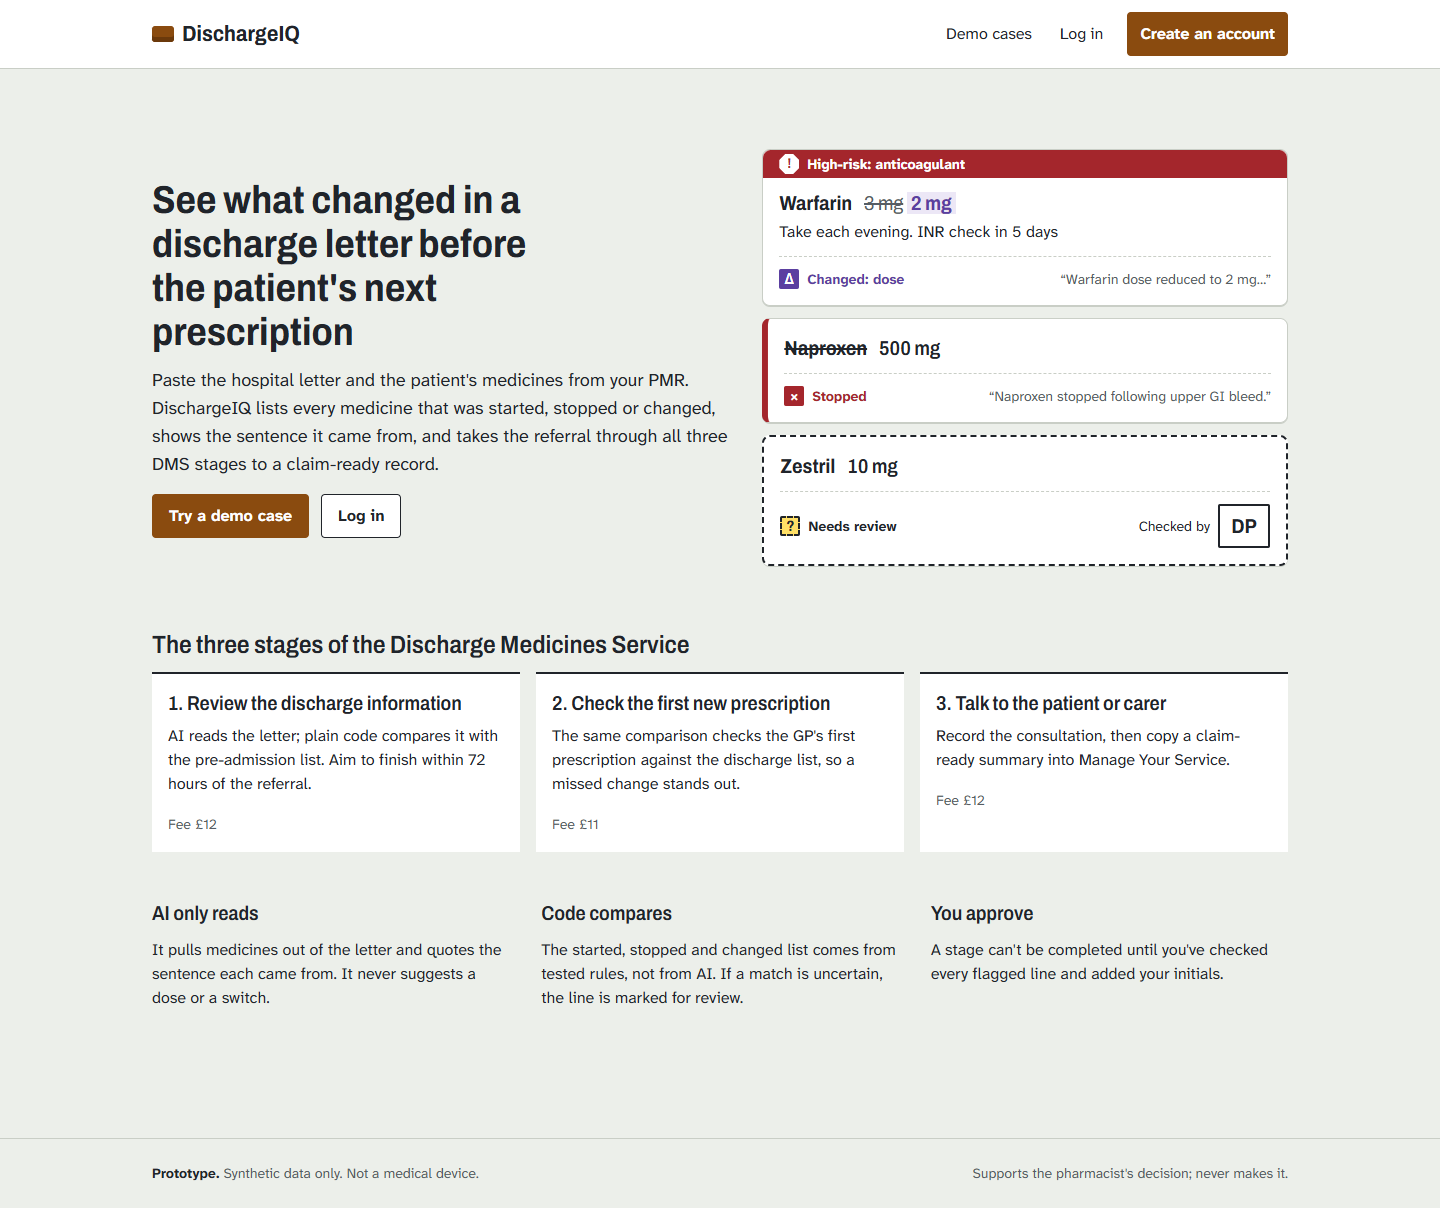 DischargeIQ
Demo cases
Log in
Create an account
See what changed in a
discharge letter before
the patient's next
prescription
Paste the hospital letter and the patient's medicines from your PMR.
DischargeIQ lists every medicine that was started, stopped or changed,
shows the sentence it came from, and takes the referral through all three
DMS stages to a claim-ready record.
Try a demo case
Log in
! High-risk: anticoagulant
Warfarin 3 mg 2 mg
Take each evening. INR check in 5 days
Δ Changed: dose
“Warfarin dose reduced to 2 mg…”
Naproxen 500 mg
× Stopped
“Naproxen stopped following upper GI bleed.”
Zestril 10 mg
? Needs review
Checked by DP
The three stages of the Discharge Medicines Service
1. Review the discharge information
AI reads the letter; plain code compares it with
the pre-admission list. Aim to finish within 72
hours of the referral.
Fee £12
2. Check the first new prescription
The same comparison checks the GP's first
prescription against the discharge list, so a
missed change stands out.
Fee £11
3. Talk to the patient or carer
Record the consultation, then copy a claim-
ready summary into Manage Your Service.
Fee £12
AI only reads
It pulls medicines out of the letter and quotes the
sentence each came from. It never suggests a
dose or a switch.
Code compares
The started, stopped and changed list comes from
tested rules, not from AI. If a match is uncertain,
the line is marked for review.
You approve
A stage can't be completed until you've checked
every flagged line and added your initials.
Prototype. Synthetic data only. Not a medical device.
Supports the pharmacist's decision; never makes it.